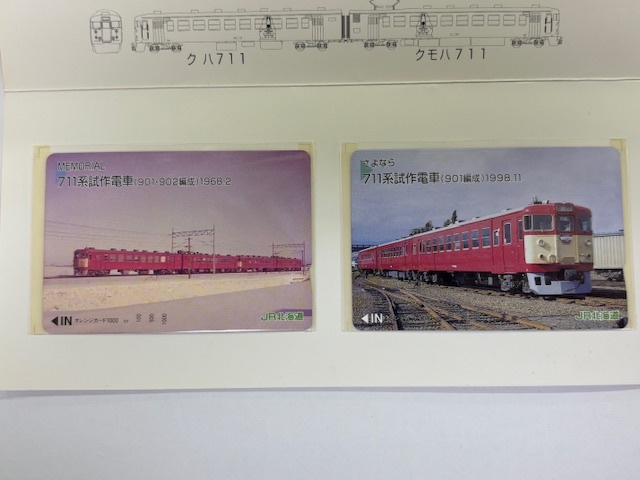 クハ711
クモハ711
MEMORIAL
711系試作電車(901・902編成)1968・2
◀IN オレンジカード1000
500
1000
JR北海道
さよなら
711系試作電車(901編成)1998.11
◀IN
JR北海道